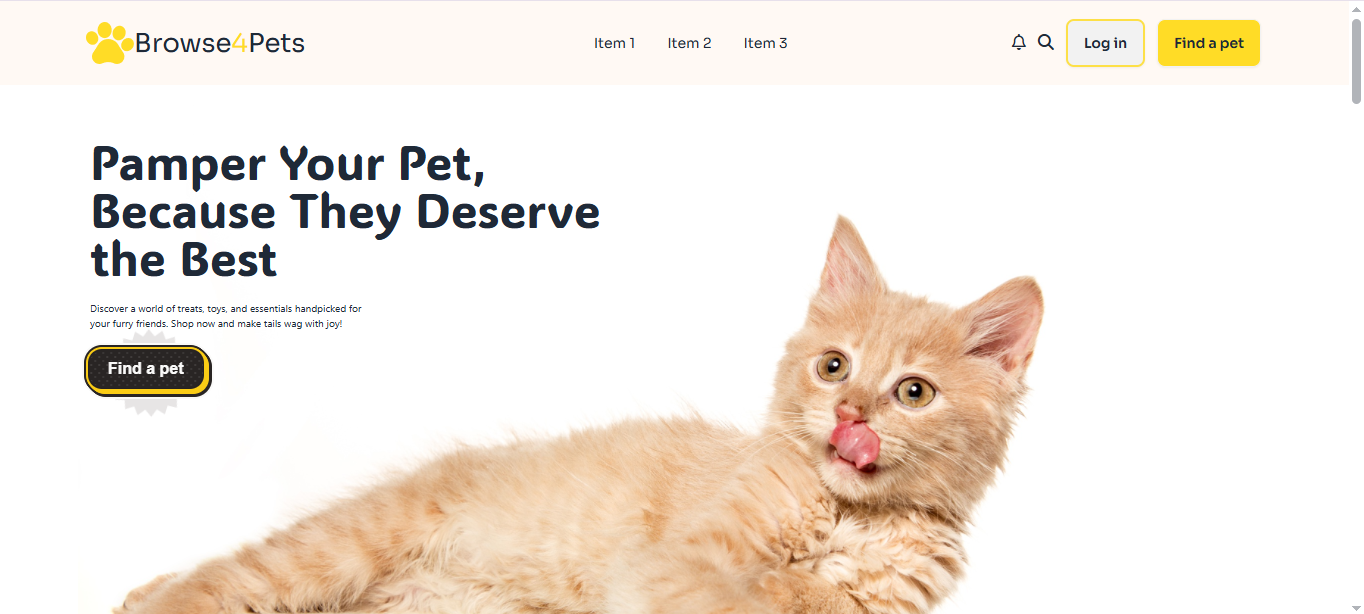 Browse4Pets
Item 1
Item 2
Item 3
Log in
Find a pet
Pamper Your Pet,
Because They Deserve
the Best
Discover a world of treats, toys, and essentials handpicked for
your furry friends. Shop now and make tails wag with joy!
Find a pet